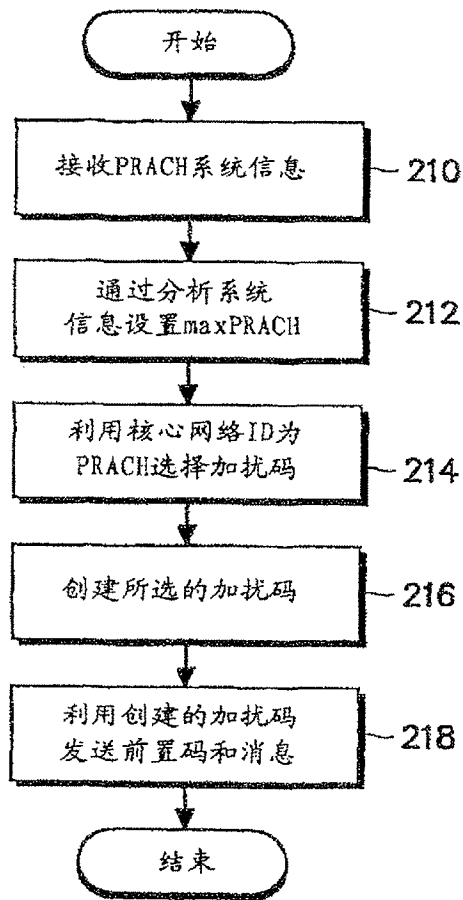 开始
接收PRACH系统信息
210
通过分析系统
信息设置maxPRACH
212
利用核心网络ID为
PRACH选择加扰码
214
创建所选的加扰码
216
利用创建的加扰码
发送前置码和消息
218
结束